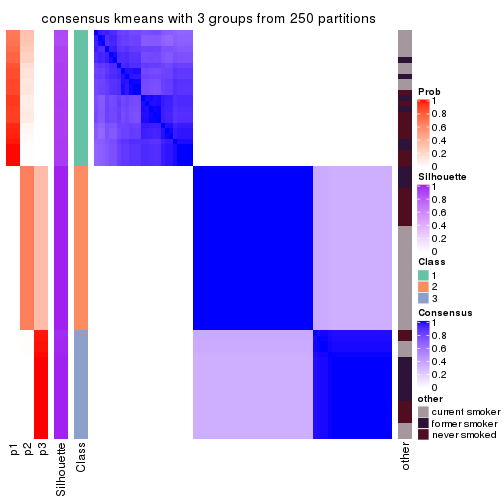 consensus kmeans with 3 groups from 250 partitions
Prob
1
0.8
0.6
0.4
0.2
0
Silhouette
1
0.8
0.6
0.4
0.2
0
Class
1
2
3
Consensus
1
0.8
0.6
0.4
0.2
0
other
current smoker
former smoker
never smoked
p1
p2
p3
Silhouette
Class
other